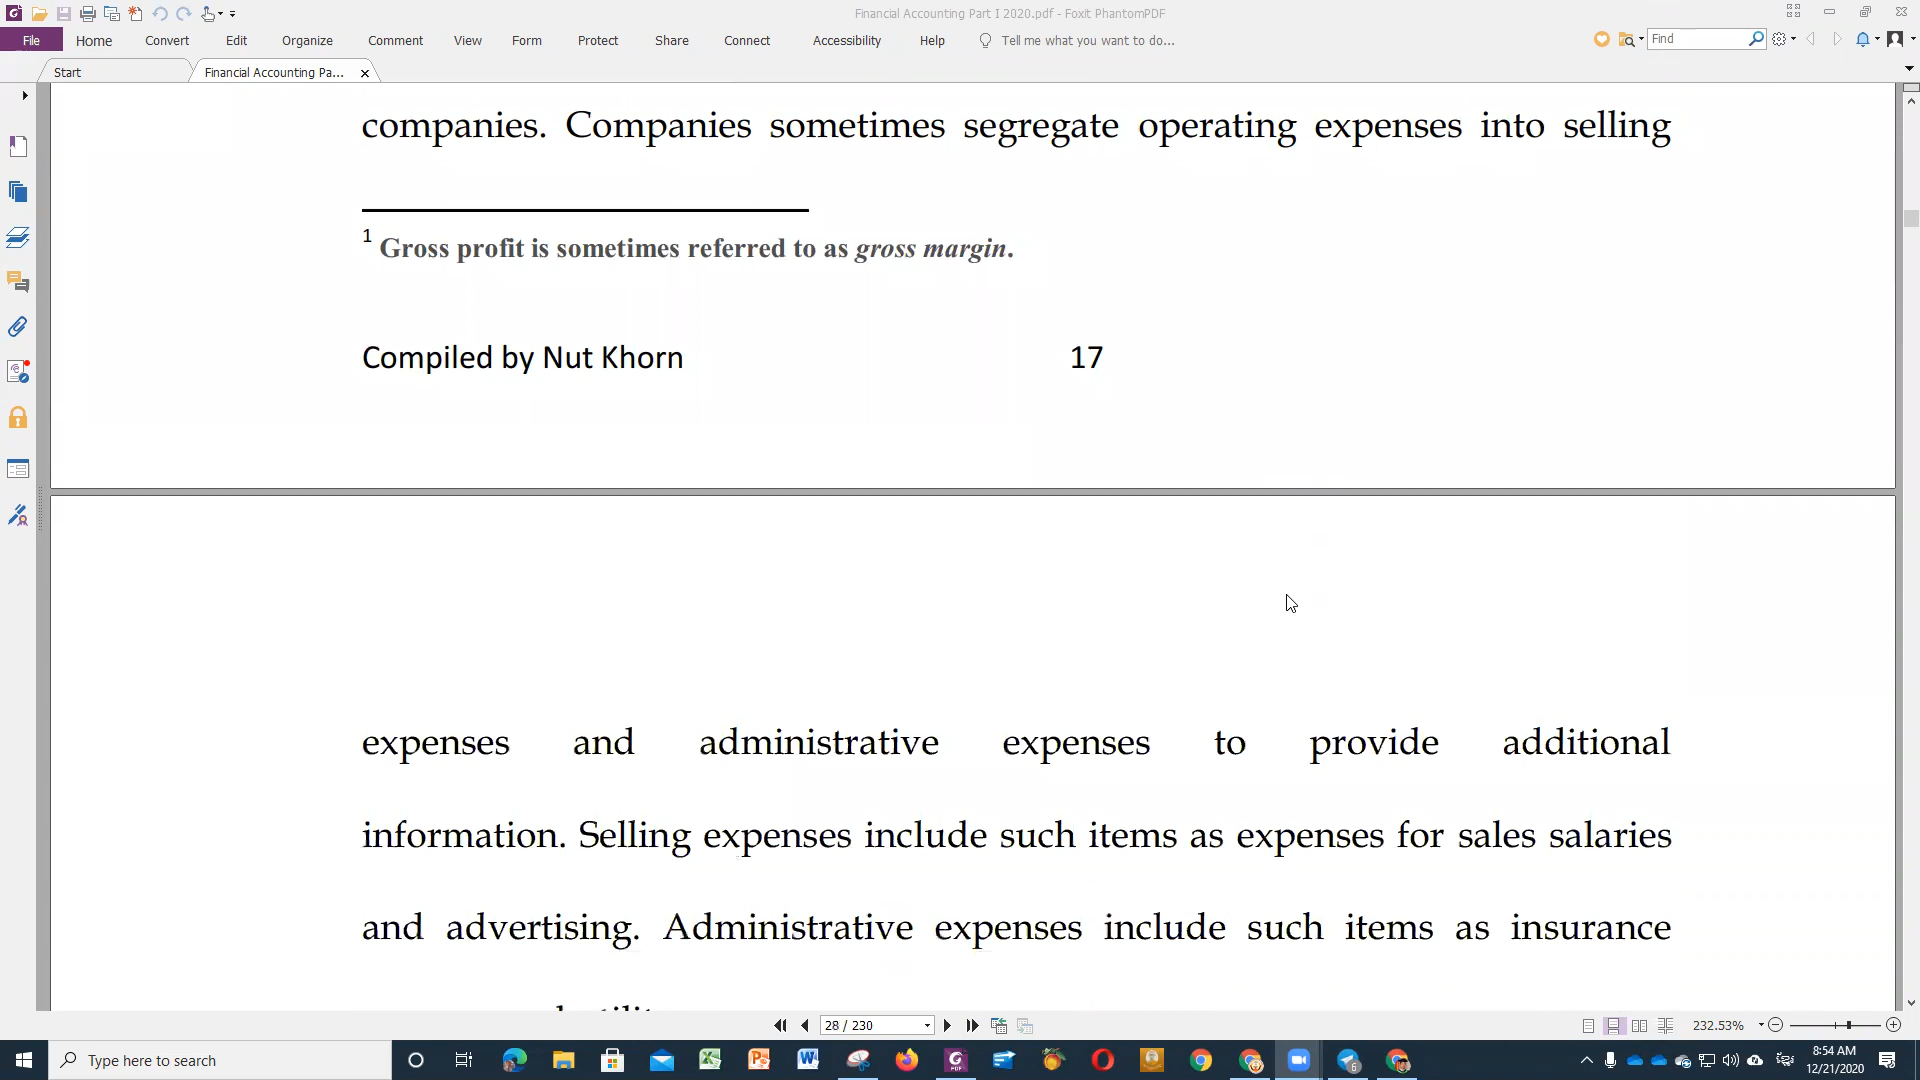 Financial Accounting Part I 2020.pdf - Foxit PhantomPDF
File Home Convert Edit Organize Comment View Form Protect Share Connect Accessibility Help Tell me what you want to do... Find
Start Financial Accounting Pa...
companies. Companies sometimes segregate operating expenses into selling
1 Gross profit is sometimes referred to as gross margin.
Compiled by Nut Khorn 17
expenses and administrative expenses to provide additional
information. Selling expenses include such items as expenses for sales salaries
and advertising. Administrative expenses include such items as insurance
28 / 230 232.53%
Type here to search
8:54 AM
12/21/2020